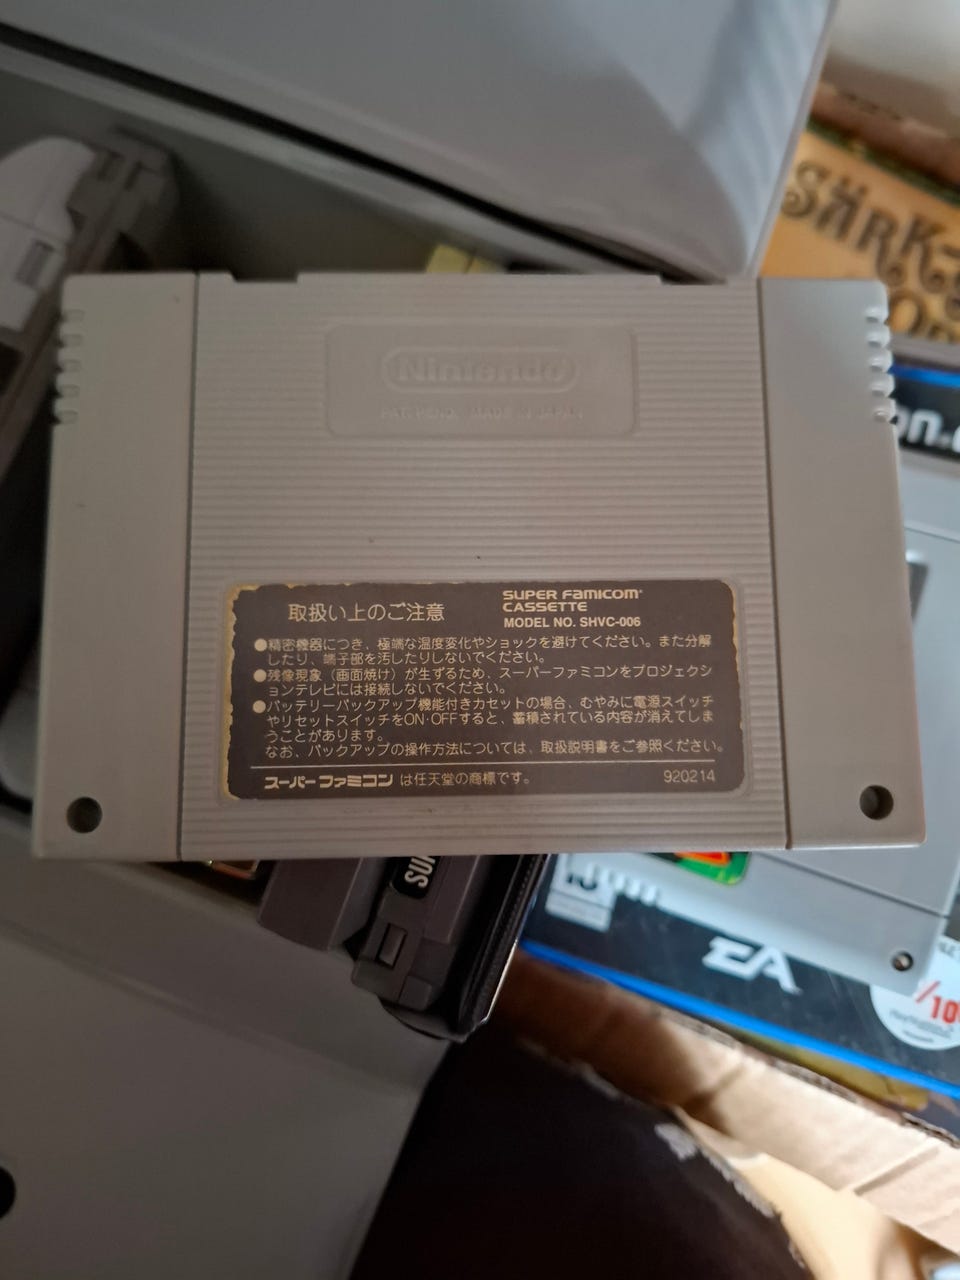 SÄRK-
Nintendo
PAT. PEND. MADE IN JAPAN
on.
取扱い上のご注意
SUPER FAMICOM
CASSETTE
MODEL NO. SHVC-006
●精密機器につき、極端な温度変化やショックを避けてください。また分解
したり、端子部を汚したりしないでください。
●残像現象（画面焼け）が生ずるため、スーパーファミコンをプロジェクシ
ョンテレビには接続しないでください。
●バッテリーバックアップ機能付きカセットの場合、むやみに電源スイッチ
やリセットスイッチをON・OFFすると、蓄積されている内容が消えてしま
うことがあります。
なお、バックアップの操作方法については、取扱説明書をご参照ください。
スーパーファミコンは任天堂の商標です。
920214
SU
EA
/10